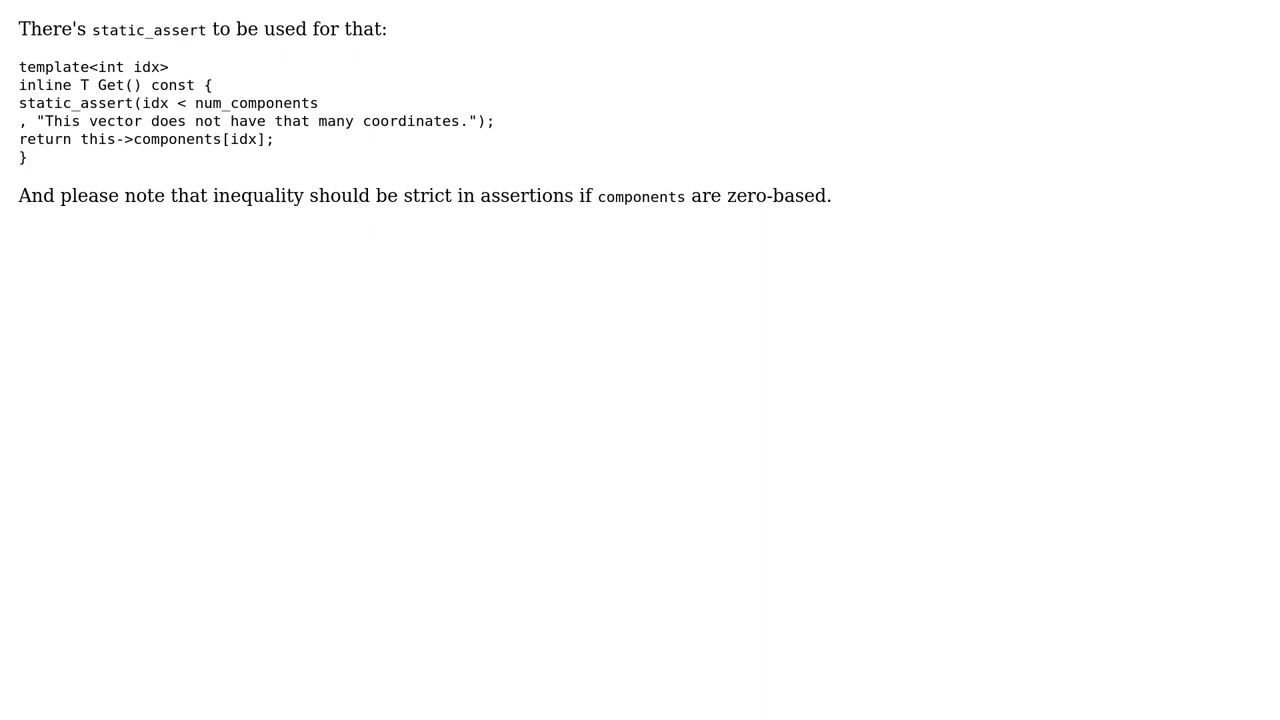 There's static_assert to be used for that:
template<int idx>
inline T Get() const {
static_assert(idx < num_components
, "This vector does not have that many coordinates.");
return this->components[idx];
}
And please note that inequality should be strict in assertions if components are zero-based.